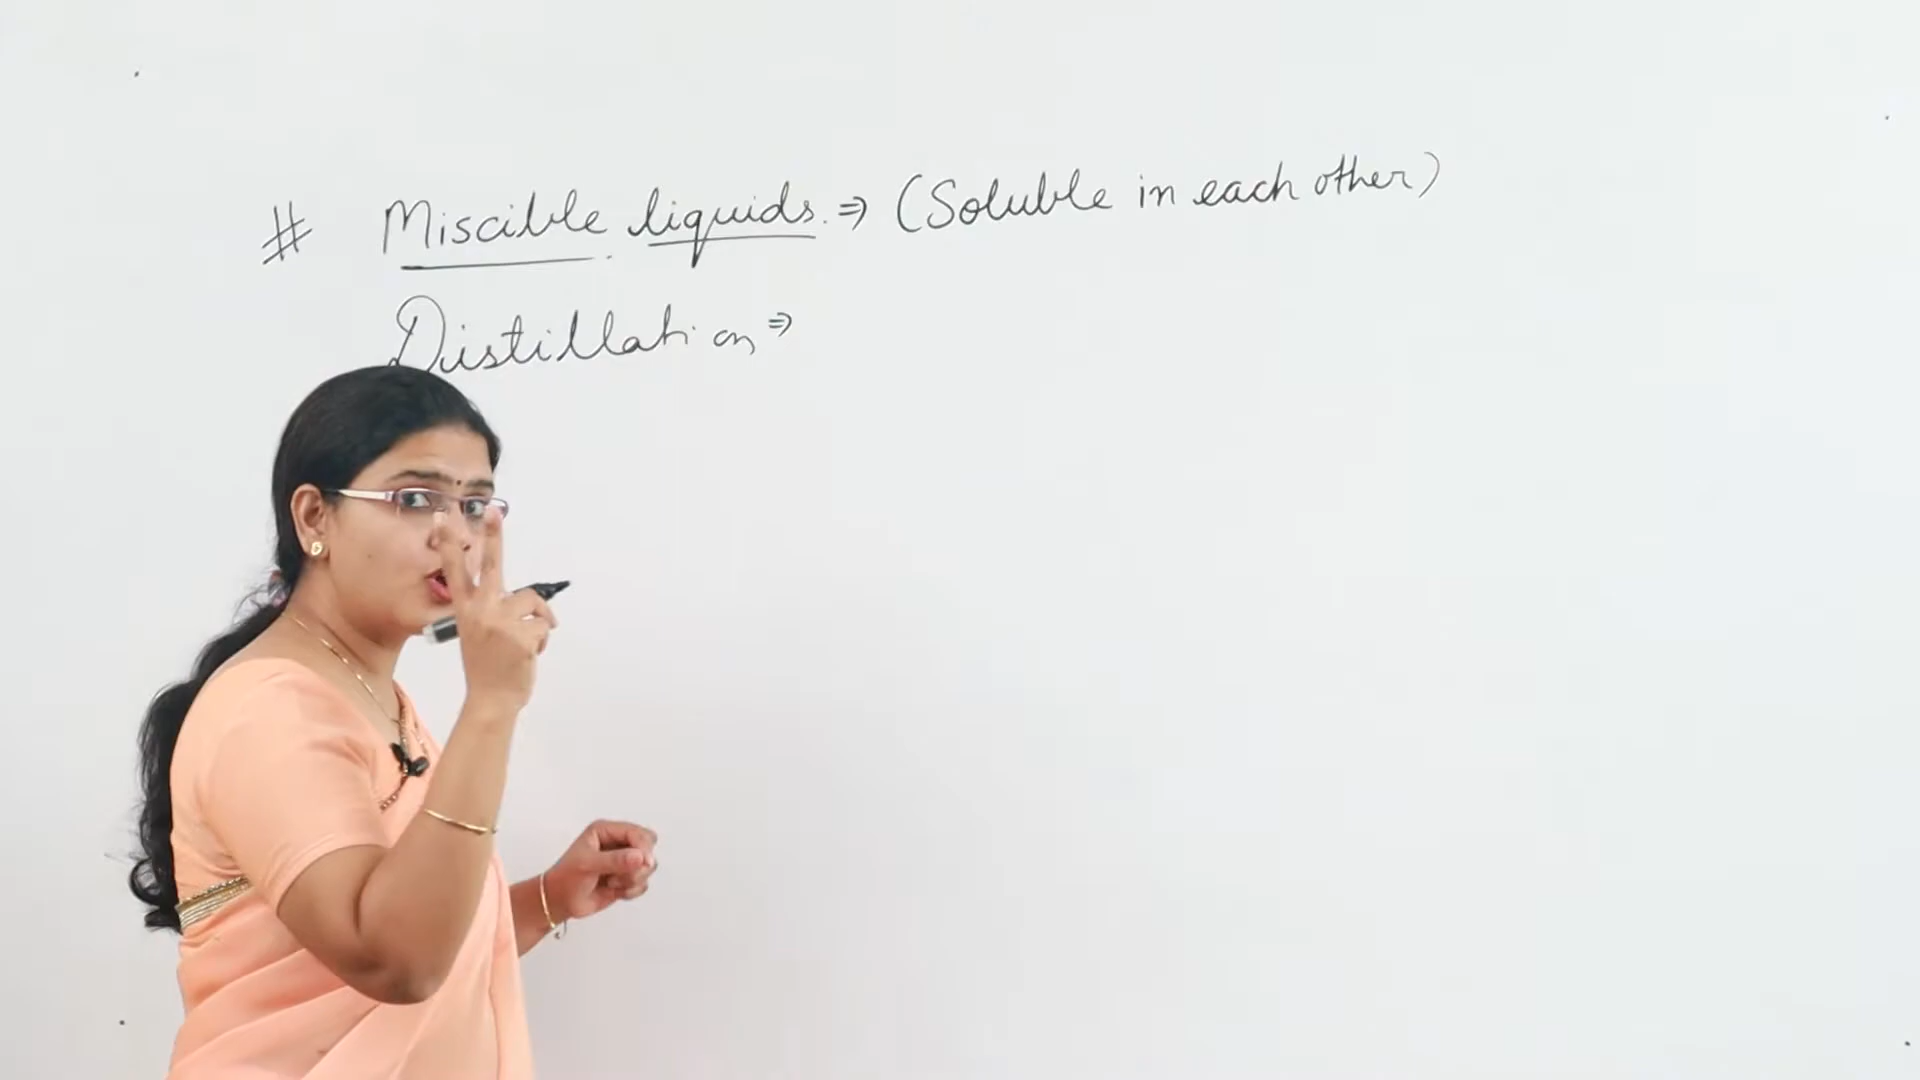 # Miscible liquids. ⇒ (Soluble in each other)
Distillation ⇒